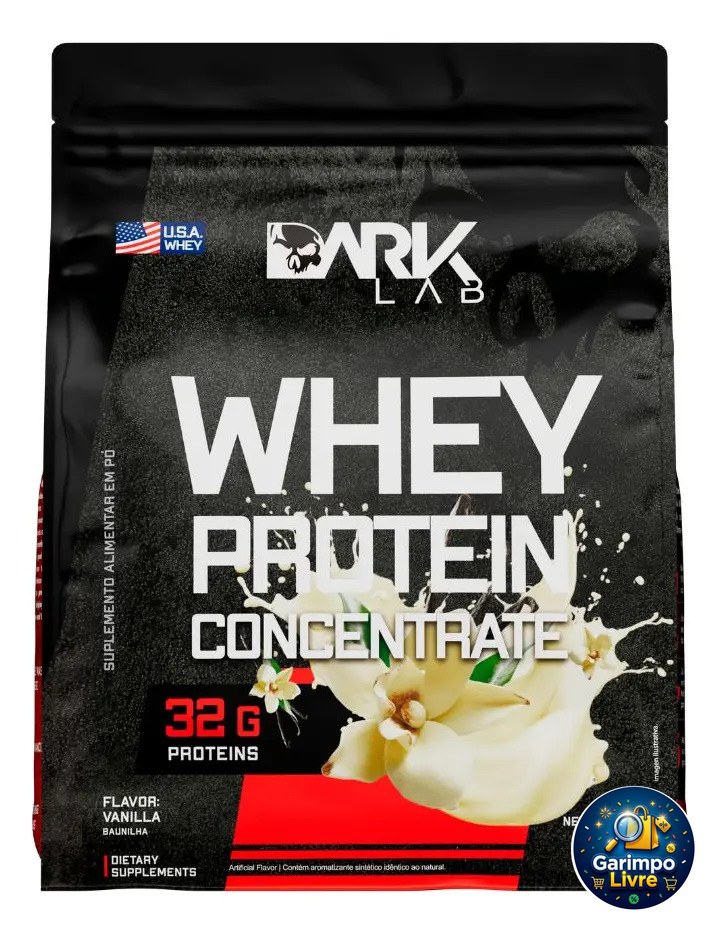 U.S.A.
WHEY
DARK
LAB
WHEY
PROTEIN
CONCENTRATE
SUPLEMENTO ALIMENTAR EM PÓ
32 G
PROTEINS
FLAVOR:
VANILLA
BAUNILHA
DIETARY
SUPPLEMENTS
Artificial Flavor | Contém aromatizante sintético idêntico ao natural.
Imagem Ilustrativa.
Garimpo
Livre